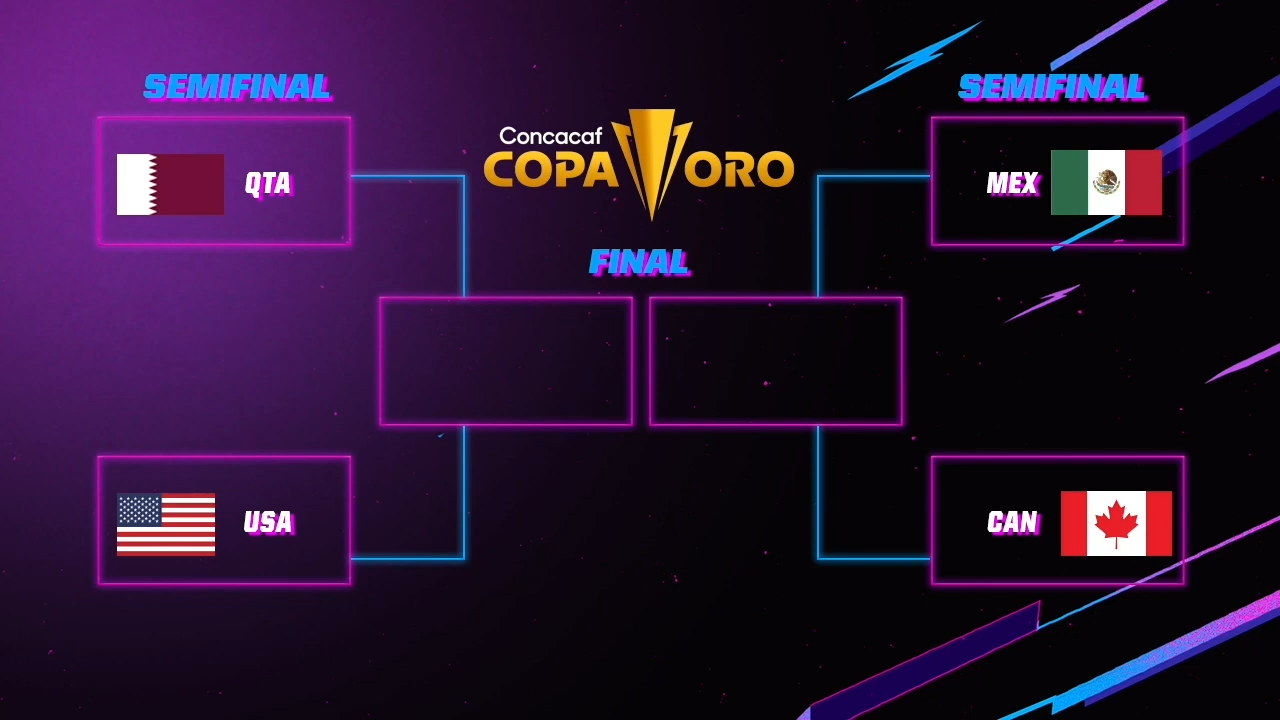 SEMIFINAL
SEMIFINAL
Concacaf
COPA ORO
QTA
MEX
FINAL
USA
CAN